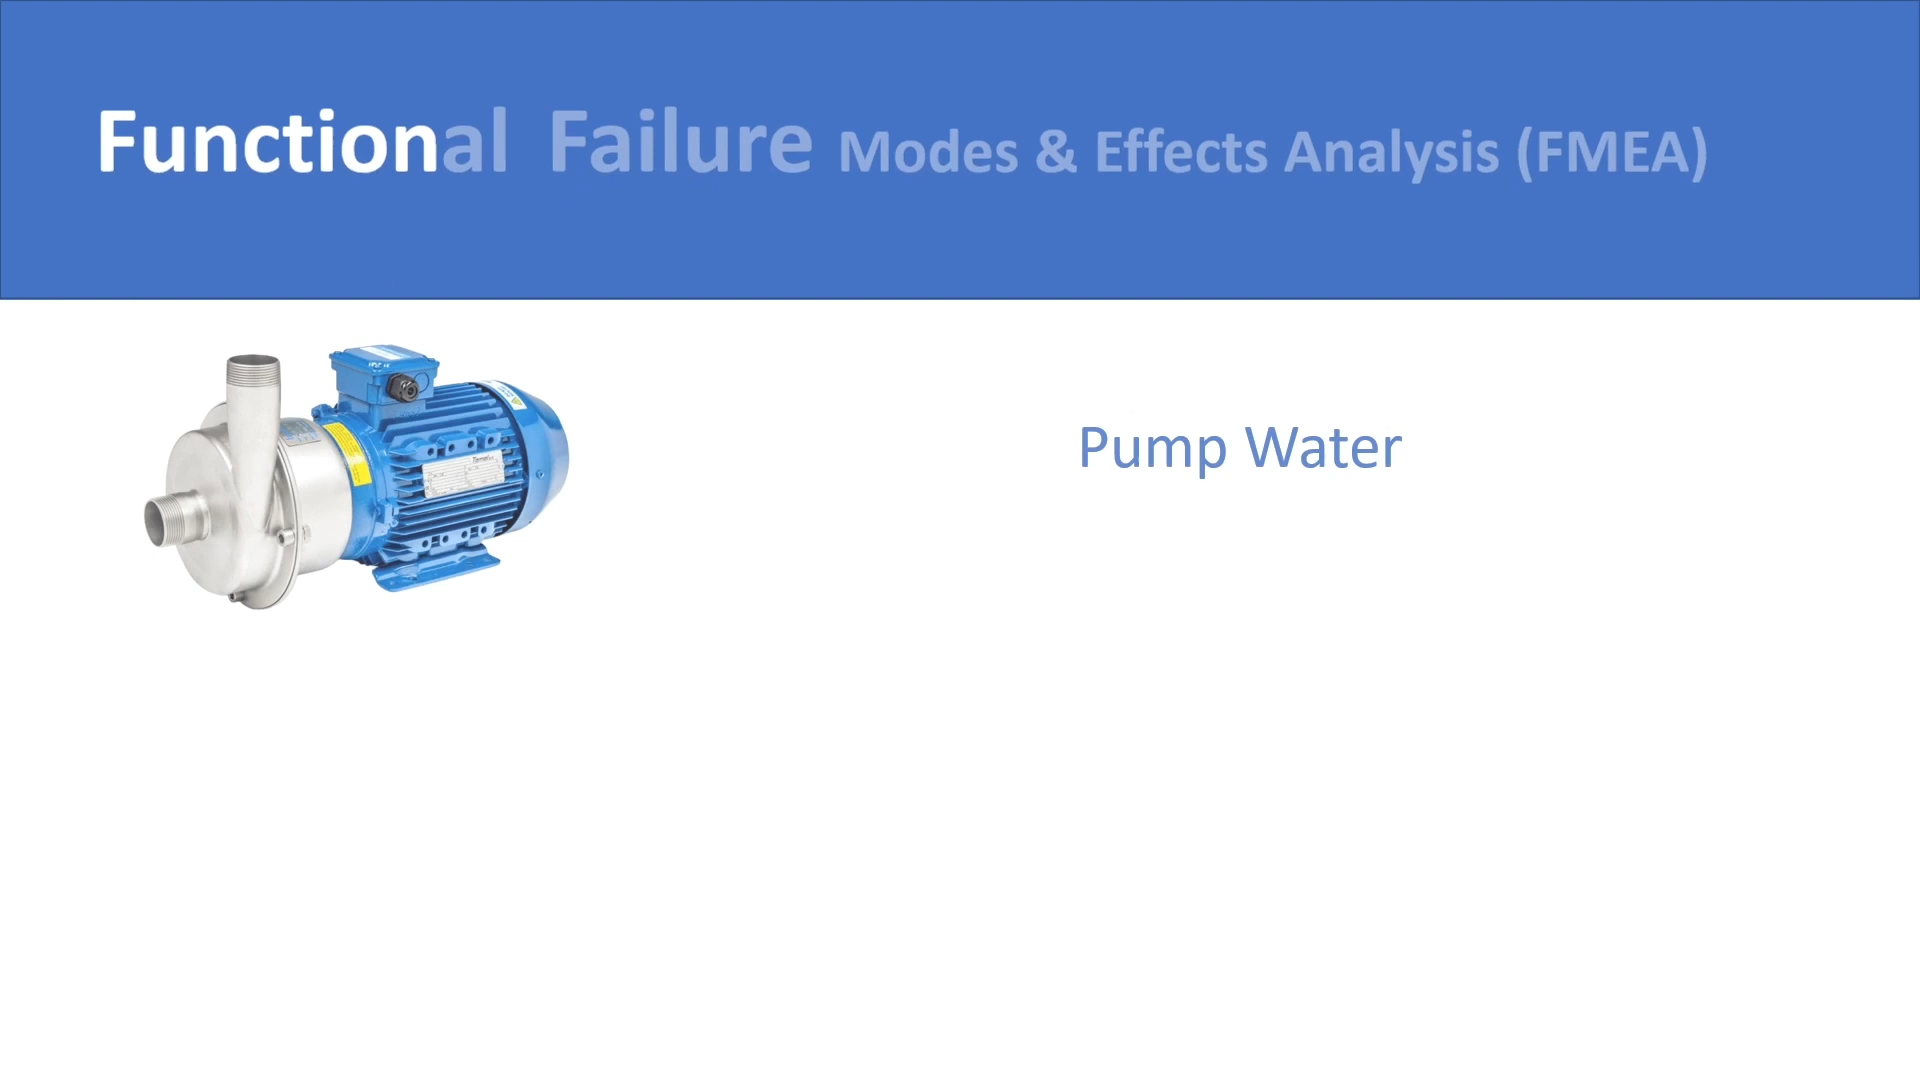 Functional Failure Modes & Effects Analysis (FMEA)
Pump Water